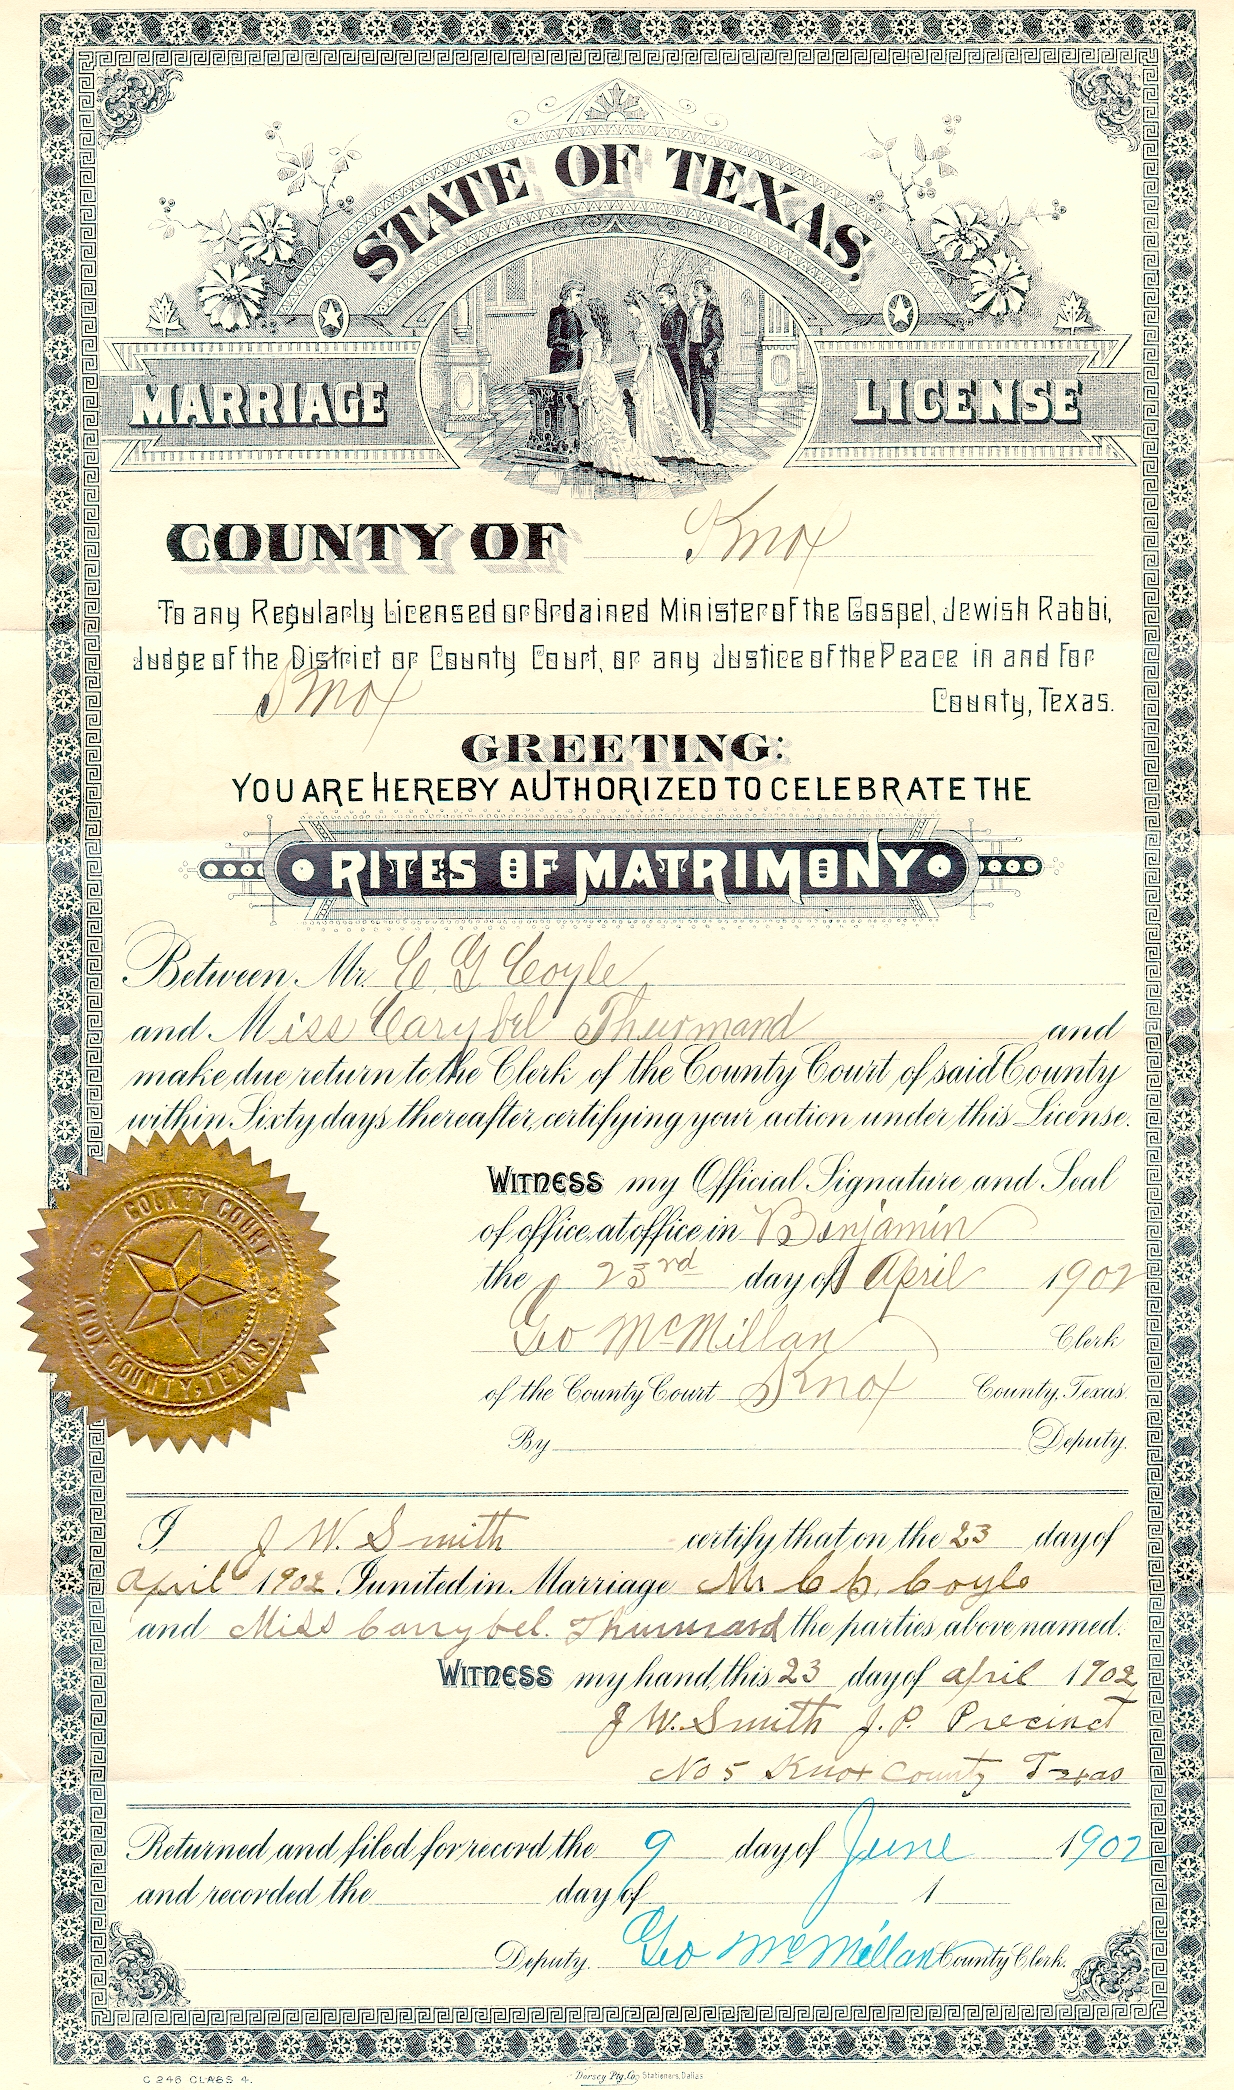 STATE OF TEXAS,
MARRIAGE LICENSE
COUNTY OF Knox
To any Regularly Licensed or Ordained Minister of the Gospel, Jewish Rabbi,
Judge of the District or County Court, or any Justice of the Peace in and for
Knox County, Texas.
GREETING:
YOU ARE HEREBY AUTHORIZED TO CELEBRATE THE
RITES OF MATRIMONY
Between Mr. C. G. Coyle
and Miss Carybel Thurmand and
make due return to the Clerk of the County Court of said County
within Sixty days thereafter, certifying your action under this License.
WITNESS my Official Signature and Seal
of office, at office in Benjamin
the 23rd day of April 1902
Geo McMillan Clerk
of the County Court Knox County, Texas.
By Deputy.
COUNTY COURT
KNOX COUNTY, TEXAS.
I, J. W. Smith certify that on the 23 day of
April 1902 I united in Marriage Mr C G. Coyle
and Miss Carrybel. the parties above named.
WITNESS my hand, this 23 day of april 1902
J W. Smith J. P. Precinct
No 5 Knox County Texas
Returned and filed for record the 9 day of June 1902
and recorded the day of 1
Deputy. Geo McMillan County Clerk.
C 246 CLASS 4.
Dorsey Ptg. Co. Stationers, Dallas